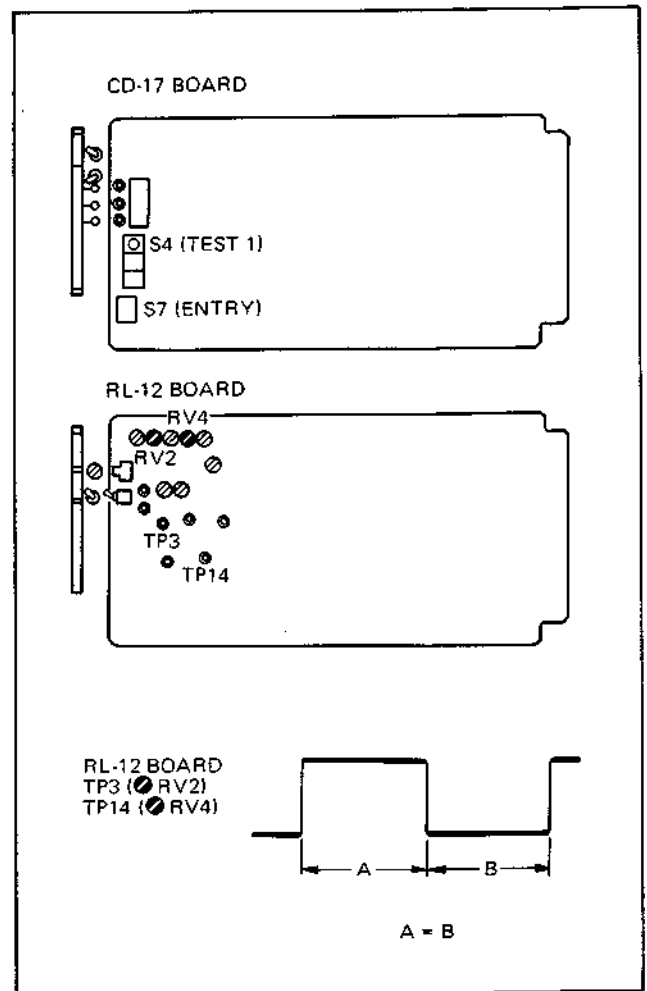 CD-17 BOARD
S4 (TEST 1)
S7 (ENTRY)
RL-12 BOARD
RV4
RV2
TP3
TP14
RL-12 BOARD
TP3 ( RV2)
TP14 ( RV4)
A
B
A = B